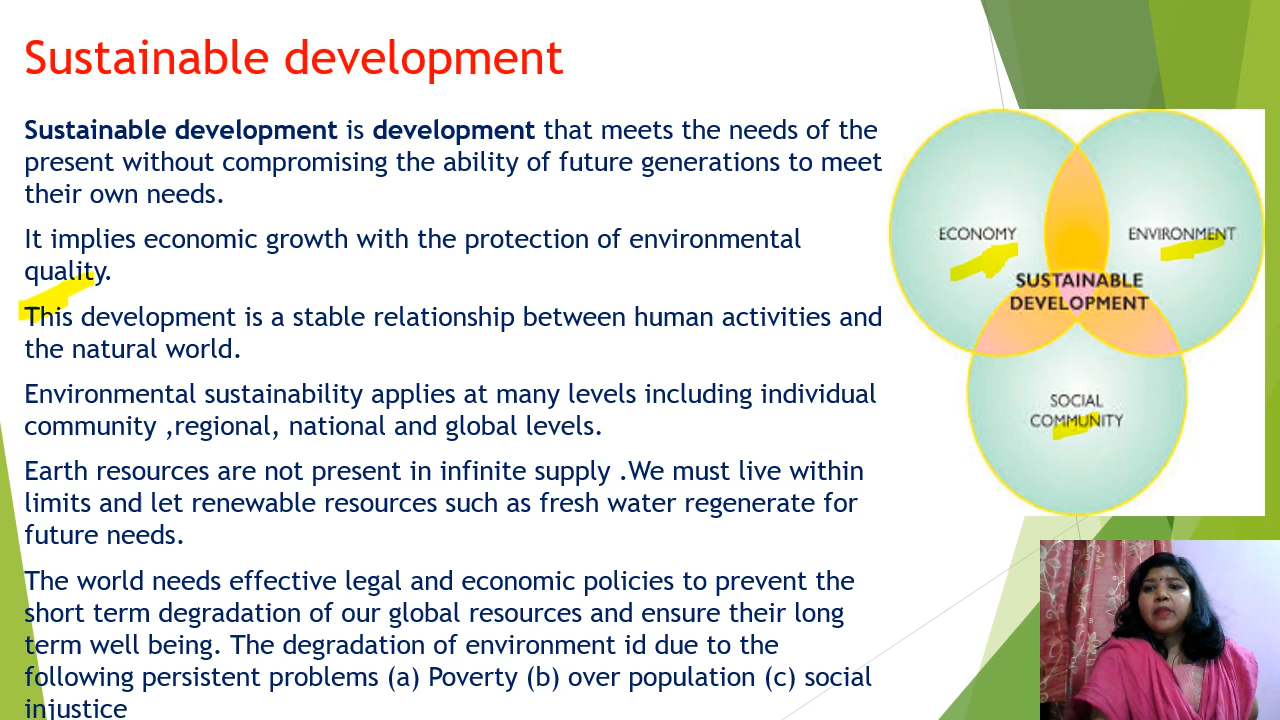 Sustainable development
Sustainable development is development that meets the needs of the
present without compromising the ability of future generations to meet
their own needs.
It implies economic growth with the protection of environmental
quality.
This development is a stable relationship between human activities and
the natural world.
Environmental sustainability applies at many levels including individual
community ,regional, national and global levels.
Earth resources are not present in infinite supply .We must live within
limits and let renewable resources such as fresh water regenerate for
future needs.
The world needs effective legal and economic policies to prevent the
short term degradation of our global resources and ensure their long
term well being. The degradation of environment id due to the
following persistent problems (a) Poverty (b) over population (c) social
injustice
ECONOMY
ENVIRONMENT
SUSTAINABLE
DEVELOPMENT
SOCIAL
COMMUNITY